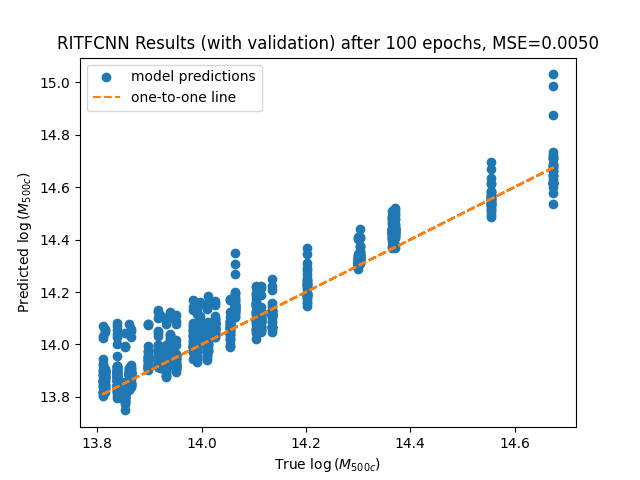 RITFCNN Results (with validation) after 100 epochs, MSE=0.0050
model predictions
one-to-one line
Predicted log(M500c)
15.0
14.8
14.6
14.4
14.2
14.0
13.8
13.8 14.0 14.2 14.4 14.6
True log(M500c)